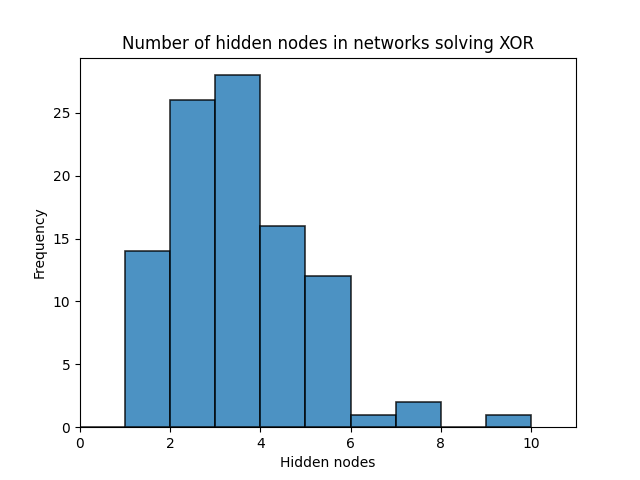 Number of hidden nodes in networks solving XOR
Frequency
25
20
15
10
5
0
0 2 4 6 8 10
Hidden nodes